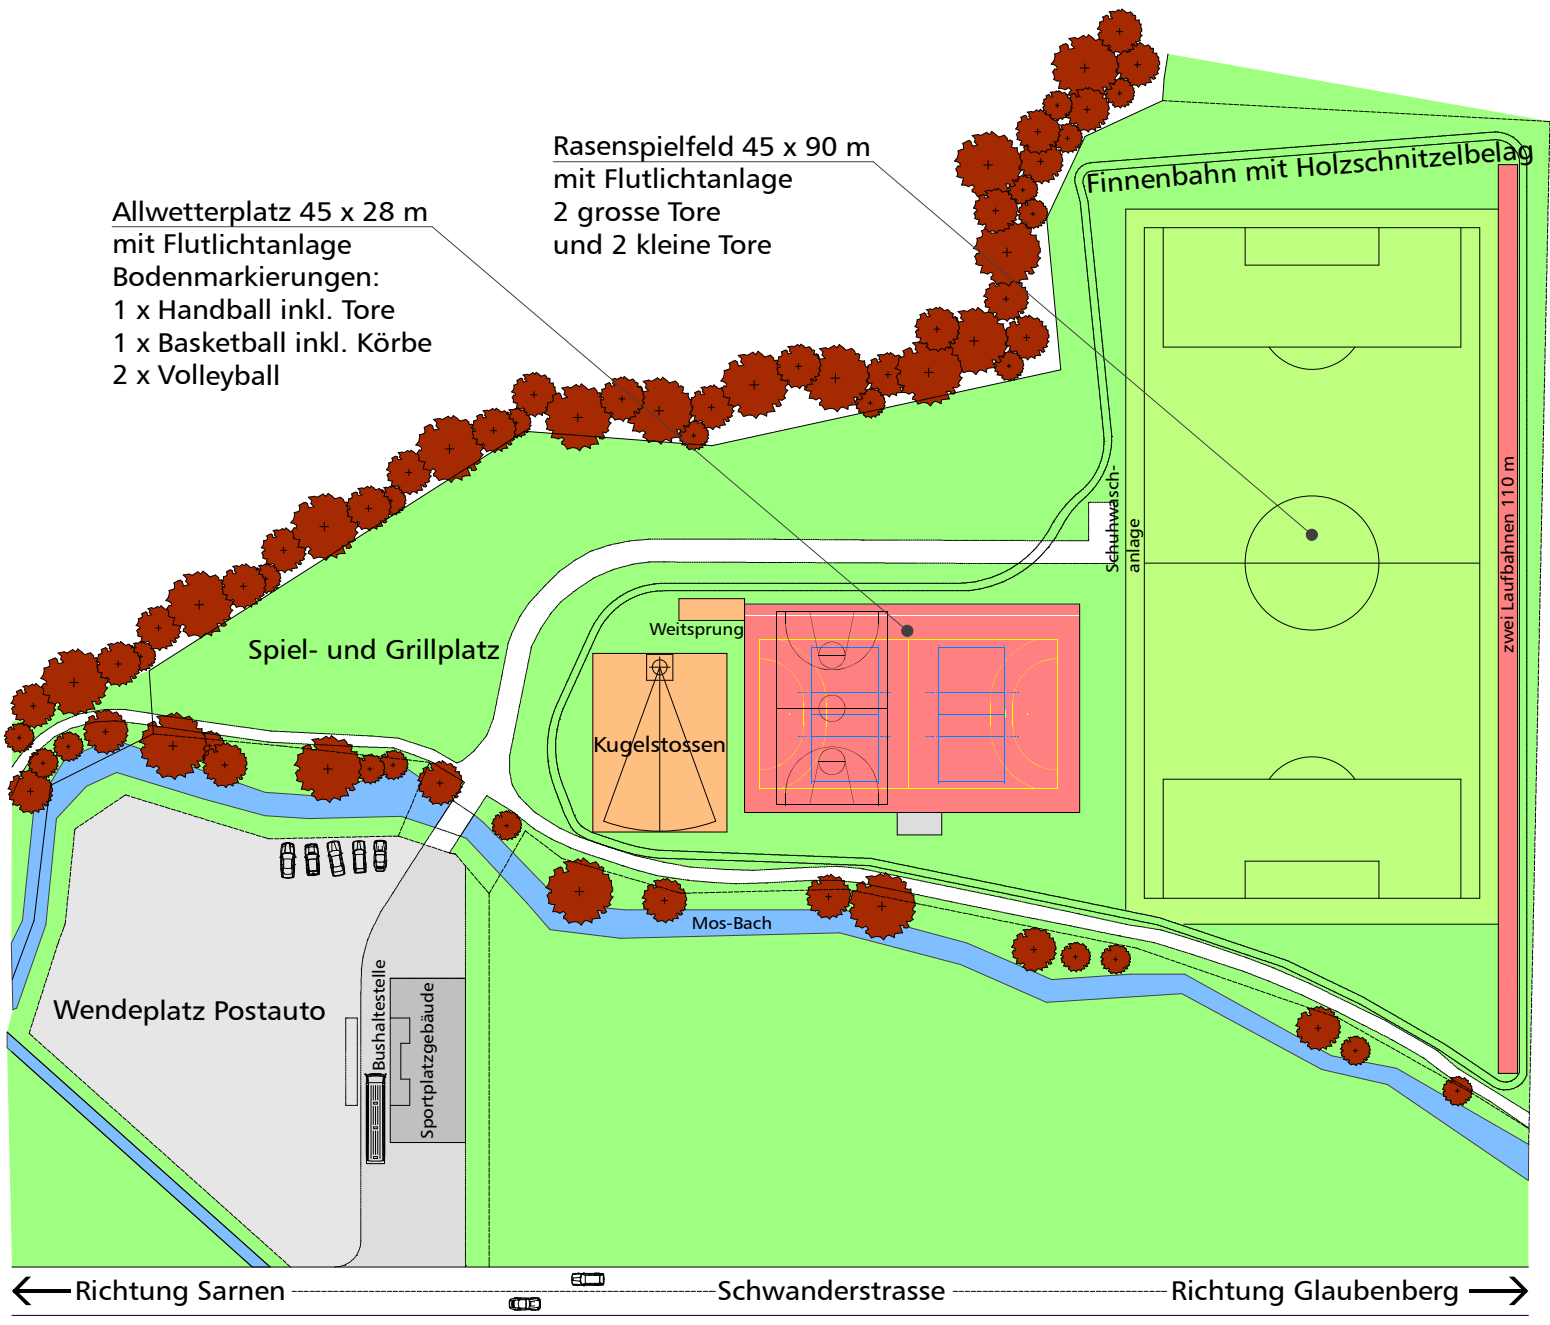 Rasenspielfeld 45 x 90 m
mit Flutlichtanlage
2 grosse Tore
und 2 kleine Tore
Allwetterplatz 45 x 28 m
mit Flutlichtanlage
Bodenmarkierungen:
1 x Handball inkl. Tore
1 x Basketball inkl. Körbe
2 x Volleyball
Finnenbahn mit Holzschnitzelbelag
zwei Laufbahnen 110 m
Schuhwasch-
anlage
Weitsprung
Spiel- und Grillplatz
Kugelstossen
Mos-Bach
Wendeplatz Postauto
Bushaltestelle
Sportplatzgebäude
Richtung Sarnen
Schwanderstrasse
Richtung Glaubenberg